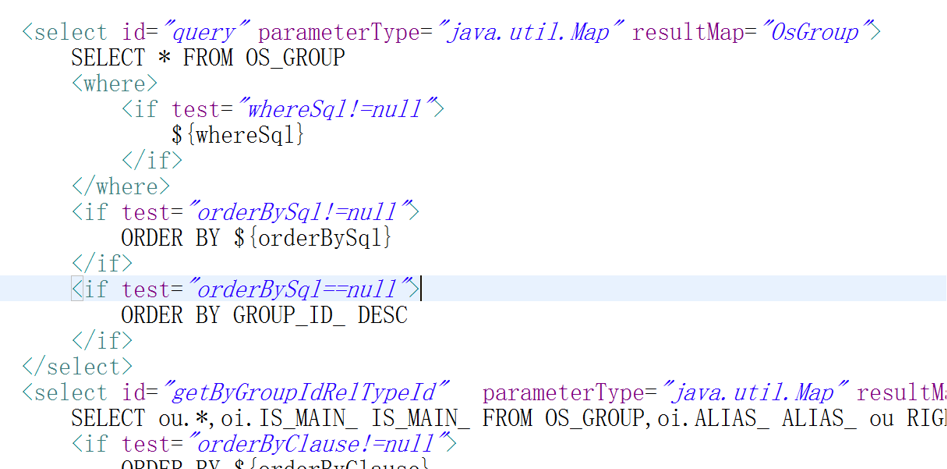 <select id="query" parameterType="java.util.Map" resultMap="OsGroup">
SELECT * FROM OS_GROUP
<where>
<if test="whereSql!=null">
${whereSql}
</if>
</where>
<if test="orderBySql!=null">
ORDER BY ${orderBySql}
</if>
<if test="orderBySql==null">
ORDER BY GROUP_ID_ DESC
</if>
</select>
<select id="getByGroupIdRelTypeId" parameterType="java.util.Map" resultMa
SELECT ou.*,oi.IS_MAIN_ IS_MAIN_ FROM OS_GROUP,oi.ALIAS_ ALIAS_ ou RIG
<if test="orderByClause!=null">
ORDER BY ${orderByClause}